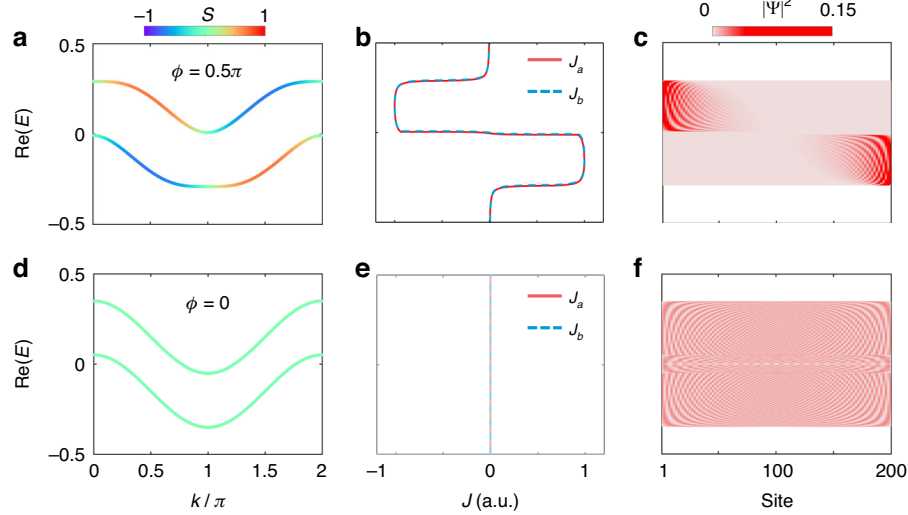 −1 S 1
0 |Ψ|² 0.15
a
b
c
0.5
0
−0.5
Re(E)
ϕ = 0.5π
J_a
J_b
d
e
f
0.5
0
−0.5
Re(E)
ϕ = 0
J_a
J_b
0 0.5 1 1.5 2
k / π
−1 0 1
J (a.u.)
1 100 200
Site